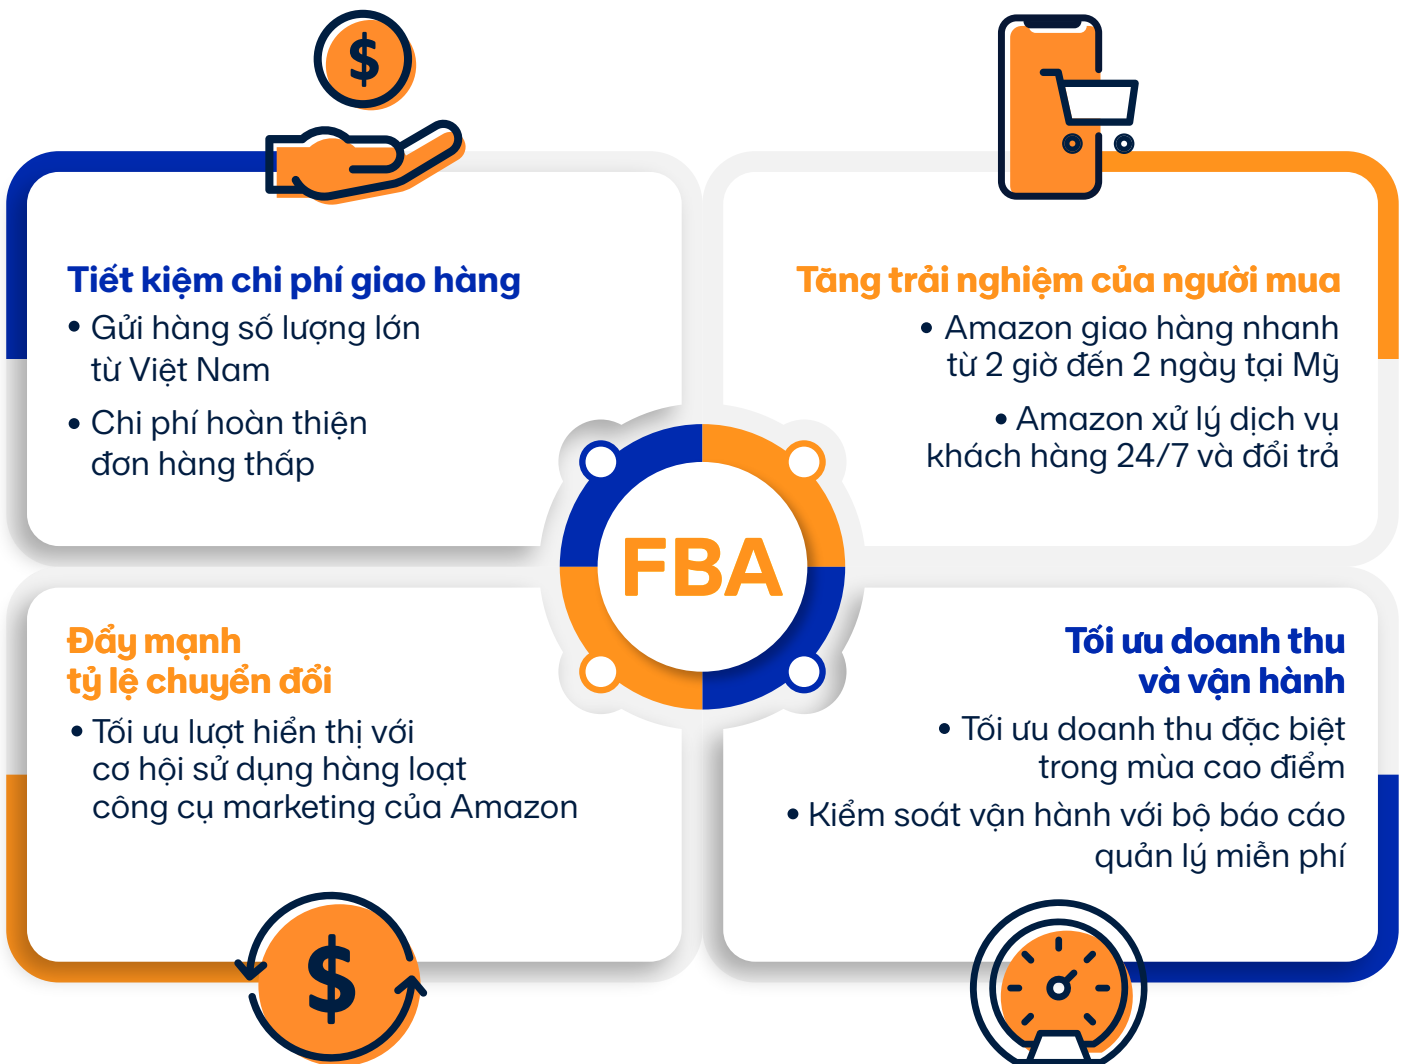 $
Tiết kiệm chi phí giao hàng
• Gửi hàng số lượng lớn
từ Việt Nam
• Chi phí hoàn thiện
đơn hàng thấp
Tăng trải nghiệm của người mua
• Amazon giao hàng nhanh
từ 2 giờ đến 2 ngày tại Mỹ
• Amazon xử lý dịch vụ
khách hàng 24/7 và đổi trả
FBA
Đẩy mạnh
tỷ lệ chuyển đổi
• Tối ưu lượt hiển thị với
cơ hội sử dụng hàng loạt
công cụ marketing của Amazon
$
Tối ưu doanh thu
và vận hành
• Tối ưu doanh thu đặc biệt
trong mùa cao điểm
• Kiểm soát vận hành với bộ báo cáo
quản lý miễn phí